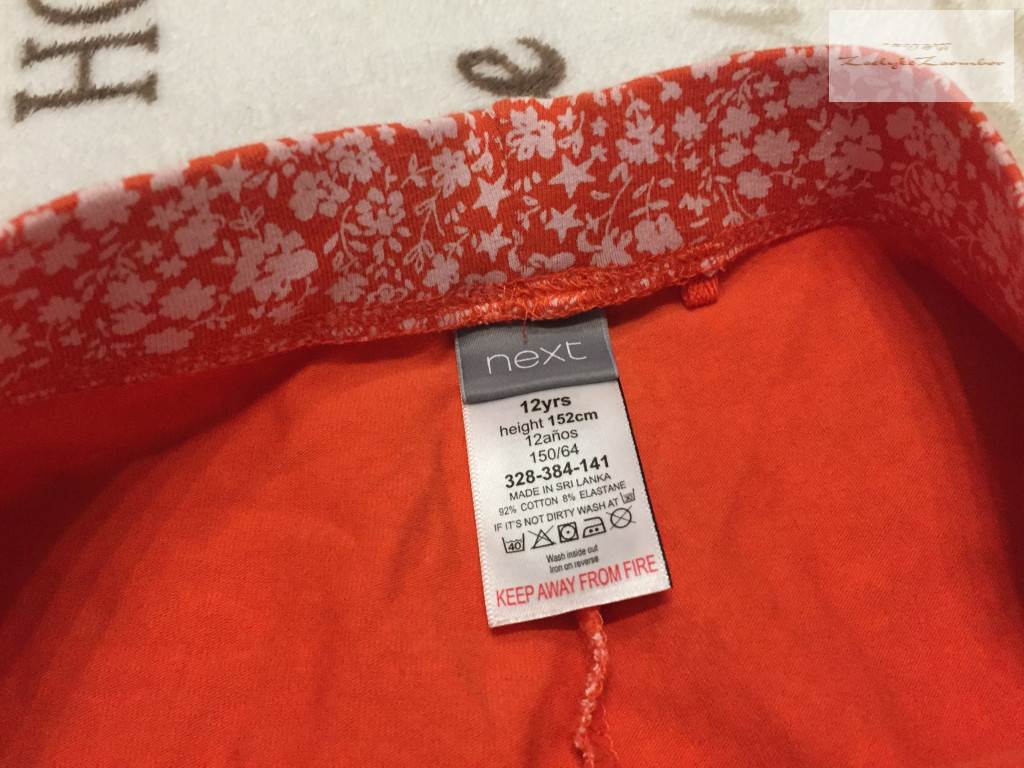 HO
e
next
12yrs
height 152cm
12años
150/64
328-384-141
MADE IN SRI LANKA
92% COTTON 8% ELASTANE
IF IT'S NOT DIRTY WASH AT 30
40
Wash inside out
Iron on reverse
KEEP AWAY FROM FIRE